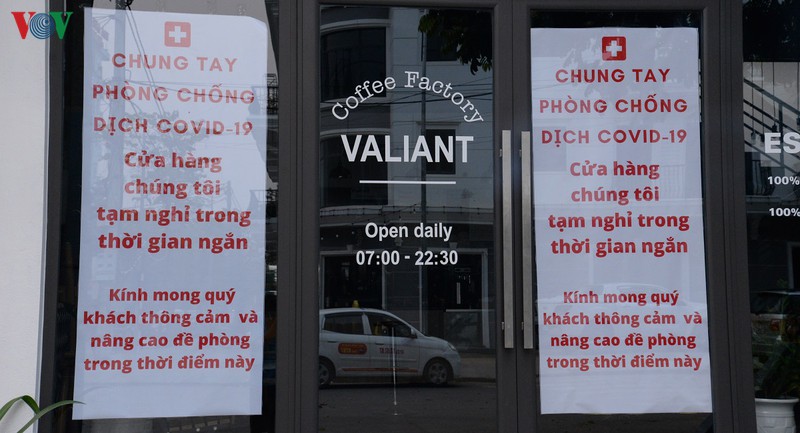 VOV
CHUNG TAY
PHÒNG CHỐNG
DỊCH COVID-19
Cửa hàng
chúng tôi
tạm nghỉ trong
thời gian ngắn
Kính mong quý
khách thông cảm và
nâng cao đề phòng
trong thời điểm này
Coffee Factory
VALIANT
Open daily
07:00 - 22:30
CHUNG TAY
PHÒNG CHỐNG
DỊCH COVID-19
Cửa hàng
chúng tôi
tạm nghỉ trong
thời gian ngắn
Kính mong quý
khách thông cảm và
nâng cao đề phòng
trong thời điểm này
ES
100%
100%